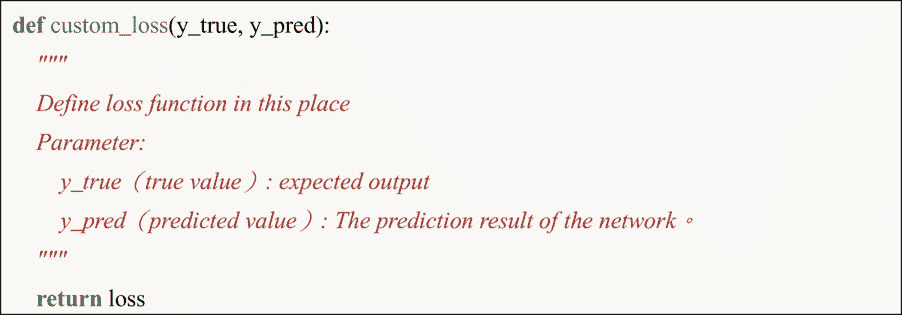 def custom_loss(y_true, y_pred):
"""
Define loss function in this place
Parameter:
y_true（true value）: expected output
y_pred（predicted value）: The prediction result of the network。
"""
return loss